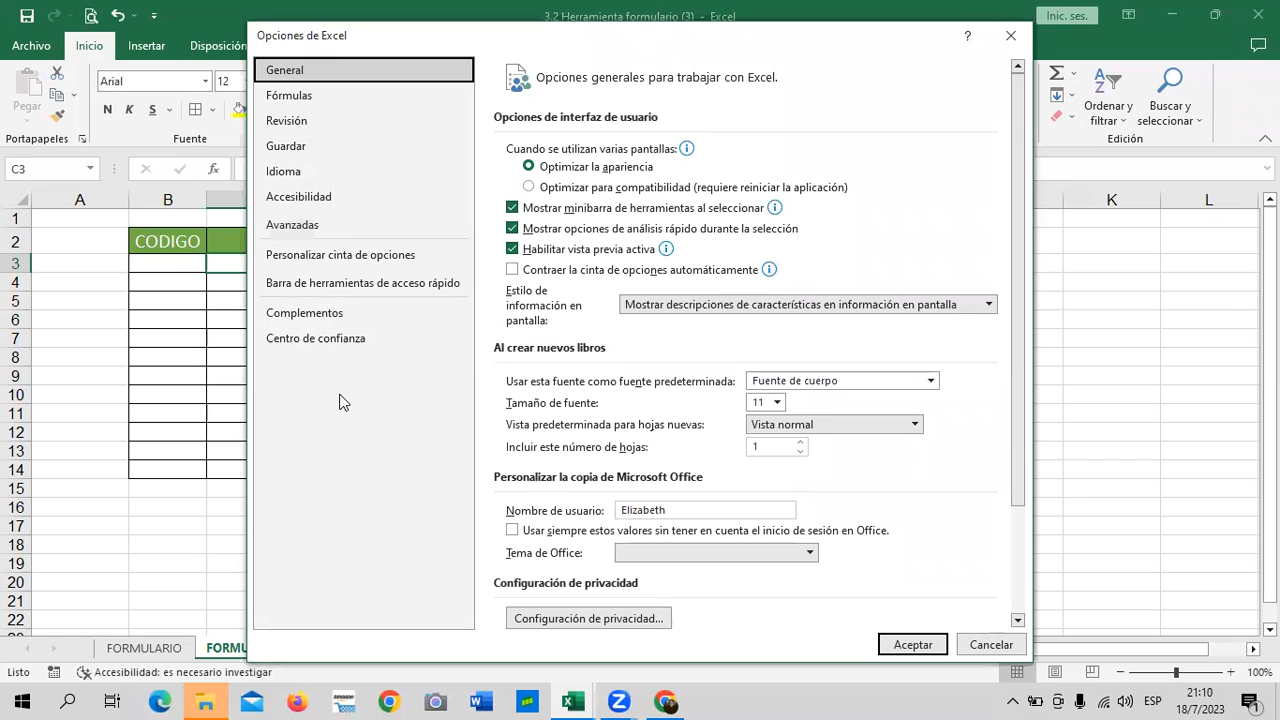 3.2 Herramienta formulario (3) - Excel
Inic. ses.
Opciones de Excel
?
Archivo
Inicio
Insertar
Disposición
Pegar
Arial
12
N
K
S
Portapapeles
Fuente
Σ
Ordenary
filtrar
Buscar y
seleccionar
Edición
C3
fx
B
K
L
CODIGO
1
2
3
4
5
6
7
8
9
10
11
12
13
14
15
16
17
18
19
20
21
22
General
Fórmulas
Revisión
Guardar
Idioma
Accesibilidad
Avanzadas
Personalizar cinta de opciones
Barra de herramientas de acceso rápido
Complementos
Centro de confianza
Opciones generales para trabajar con Excel.
Opciones de interfaz de usuario
Cuando se utilizan varias pantallas:
Optimizar la apariencia
Optimizar para compatibilidad (requiere reiniciar la aplicación)
Mostrar minibarra de herramientas al seleccionar
Mostrar opciones de análisis rápido durante la selección
Habilitar vista previa activa
Contraer la cinta de opciones automáticamente
Estilo de
información en
pantalla:
Mostrar descripciones de características en información en pantalla
Al crear nuevos libros
Usar esta fuente como fuente predeterminada: Fuente de cuerpo
Tamaño de fuente: 11
Vista predeterminada para hojas nuevas: Vista normal
Incluir este número de hojas: 1
Personalizar la copia de Microsoft Office
Nombre de usuario: Elizabeth
Usar siempre estos valores sin tener en cuenta el inicio de sesión en Office.
Tema de Office:
Configuración de privacidad
Configuración de privacidad...
Aceptar
Cancelar
FORMULARIO
FORMU
Listo
Accesibilidad: es necesario investigar
100%
ESP
21:10
18/7/2023